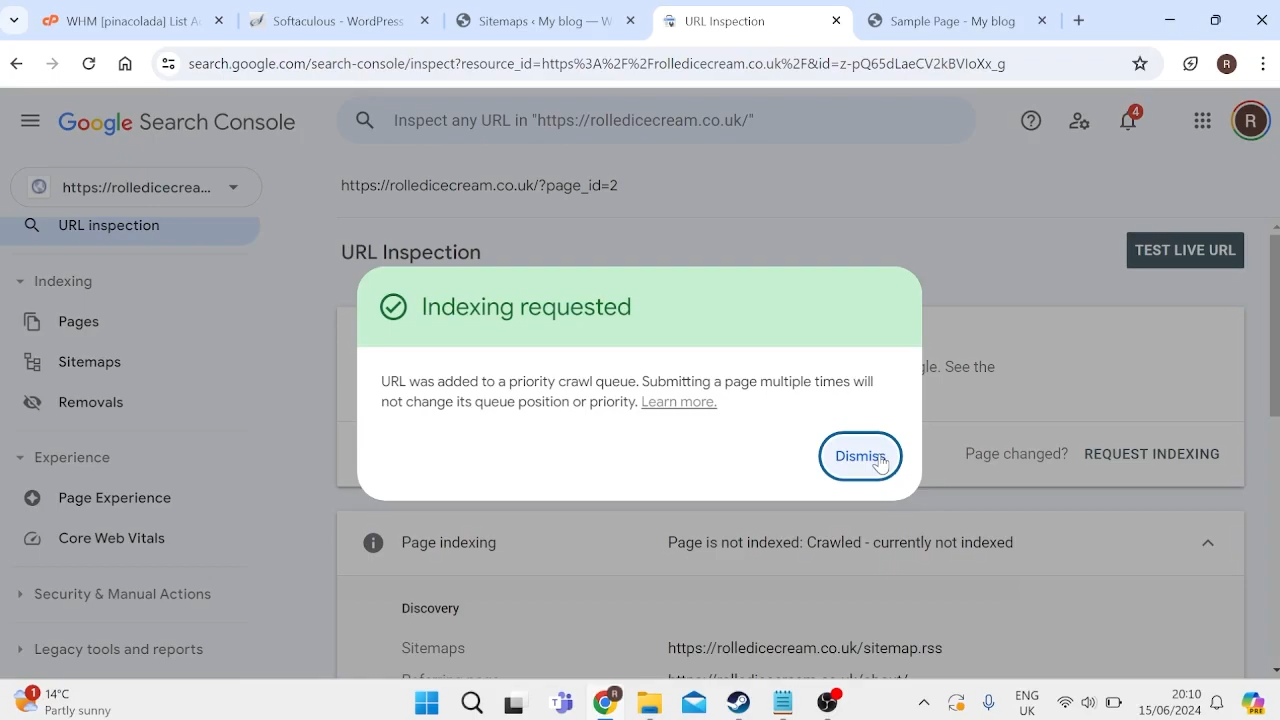 WHM [pinacolada] List A
Softaculous - WordPress
Sitemaps ‹ My blog — W
URL Inspection
Sample Page - My blog
search.google.com/search-console/inspect?resource_id=https%3A%2F%2Frolledicecream.co.uk%2F&id=z-pQ65dLaeCV2kBVIoXx_g
R
Google Search Console
Inspect any URL in "https://rolledicecream.co.uk/"
4
R
https://rolledicecrea...
https://rolledicecream.co.uk/?page_id=2
URL inspection
URL Inspection
TEST LIVE URL
Indexing
Indexing requested
Pages
Sitemaps
gle. See the
URL was added to a priority crawl queue. Submitting a page multiple times will
not change its queue position or priority. Learn more.
Removals
Experience
Dismiss
Page changed? REQUEST INDEXING
Page Experience
Core Web Vitals
Page indexing
Page is not indexed: Crawled - currently not indexed
Security & Manual Actions
Discovery
Legacy tools and reports
Sitemaps
https://rolledicecream.co.uk/sitemap.rss
1
14°C
Partly sunny
R
ENG
UK
20:10
15/06/2024
PRE